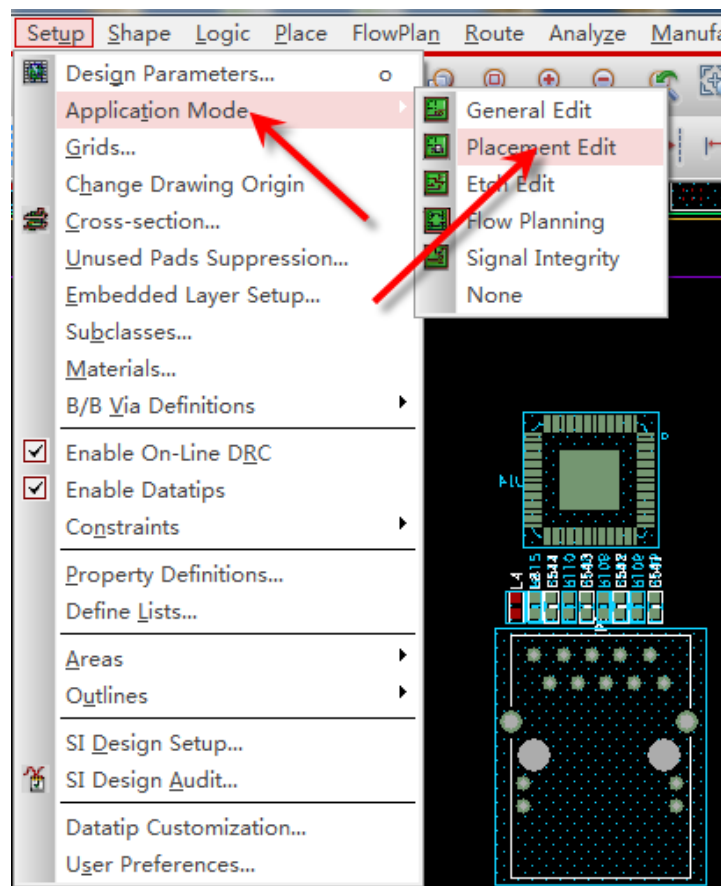 Setup Shape Logic Place FlowPlan Route Analyze Manufa
Design Parameters... o
Application Mode
General Edit
Grids...
Placement Edit
Change Drawing Origin
Etch Edit
Cross-section...
Flow Planning
Unused Pads Suppression...
Signal Integrity
Embedded Layer Setup...
None
Subclasses...
Materials...
B/B Via Definitions
Enable On-Line DRC
Enable Datatips
Constraints
Property Definitions...
Define Lists...
Areas
Outlines
SI Design Setup...
SI Design Audit...
Datatip Customization...
User Preferences...
L4